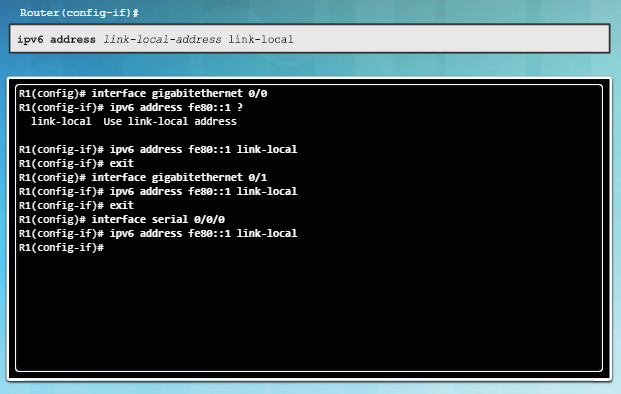 Router(config-if)#
ipv6 address link-local-address link-local
R1(config)# interface gigabitethernet 0/0
R1(config-if)# ipv6 address fe80::1 ?
link-local  Use link-local address
R1(config-if)# ipv6 address fe80::1 link-local
R1(config-if)# exit
R1(config)# interface gigabitethernet 0/1
R1(config-if)# ipv6 address fe80::1 link-local
R1(config-if)# exit
R1(config)# interface serial 0/0/0
R1(config-if)# ipv6 address fe80::1 link-local
R1(config-if)#